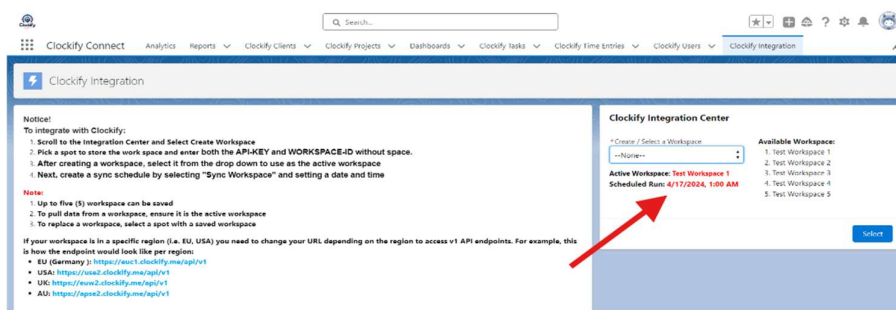 Clockify
Search...
Clockify Connect
Analytics
Reports
Clockify Clients
Clockify Projects
Dashboards
Clockify Tasks
Clockify Time Entries
Clockify Users
Clockify Integration
Clockify Integration
Notice!
To integrate with Clockify:
1. Scroll to the Integration Center and Select Create Workspace
2. Pick a spot to store the work space and enter both the API-KEY and WORKSPACE-ID without space.
3. After creating a workspace, select it from the drop down to use as the active workspace
4. Next, create a sync schedule by selecting "Sync Workspace" and setting a date and time
Note:
1. Up to five (5) workspace can be saved
2. To pull data from a workspace, ensure it is the active workspace
3. To replace a workspace, select a spot with a saved workspace
If your workspace is in a specific region (i.e. EU, USA) you need to change your URL depending on the region to access v1 API endpoints. For example, this
is how the endpoint would look like per region:
• EU (Germany ): https://euc1.clockify.me/api/v1
• USA: https://use2.clockify.me/api/v1
• UK: https://euw2.clockify.me/api/v1
• AU: https://apse2.clockify.me/api/v1
Clockify Integration Center
* Create / Select a Workspace
--None--
Active Workspace: Test Workspace 1
Scheduled Run: 4/17/2024, 1:00 AM
Available Workspace:
1. Test Workspace 1
2. Test Workspace 2
3. Test Workspace 3
4. Test Workspace 4
5. Test Workspace 5
Select